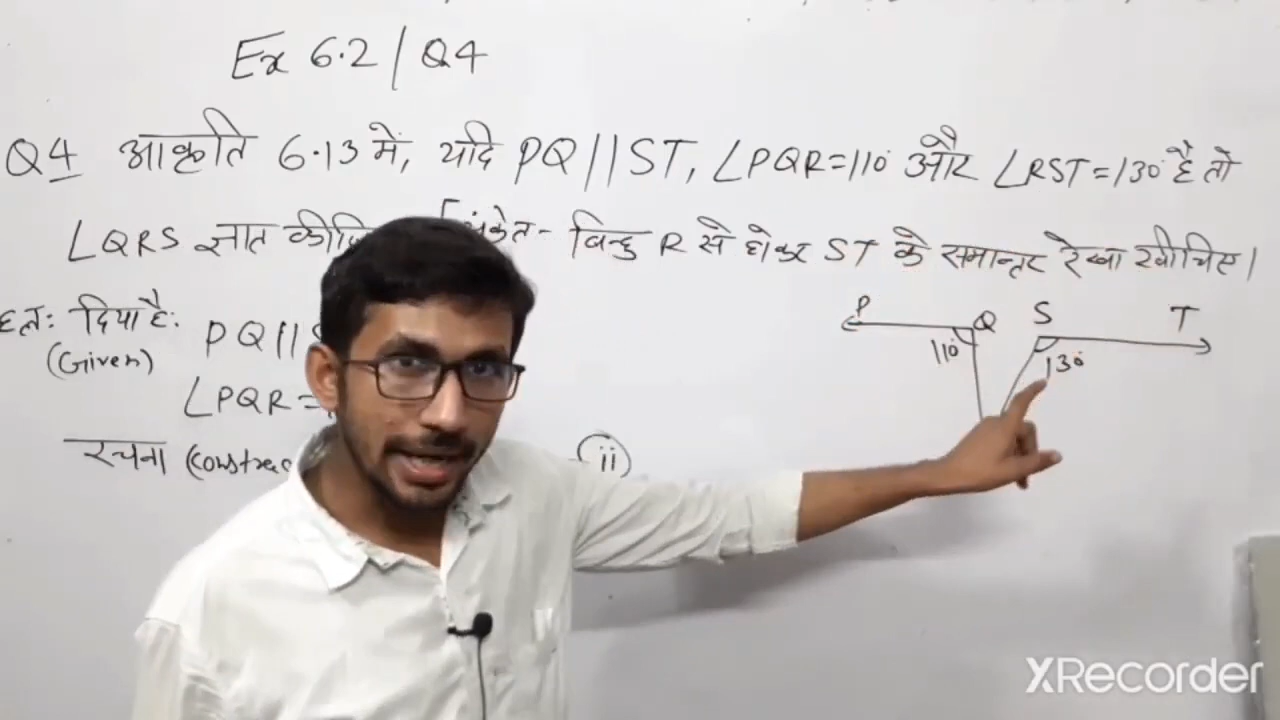 Ex 6.2 / Q4
Q4 आकृति 6.13 में, यदि PQ || ST, ∠PQR = 110° और ∠RST = 130° है तो
∠QRS ज्ञात - बिन्दु R से होकर ST के समान्तर रेखा खीचिए।
हल: दिया है:
(Given)
PQ ||
∠PQR =
रचना
ii
P Q S T
110° 130°
XRecorder